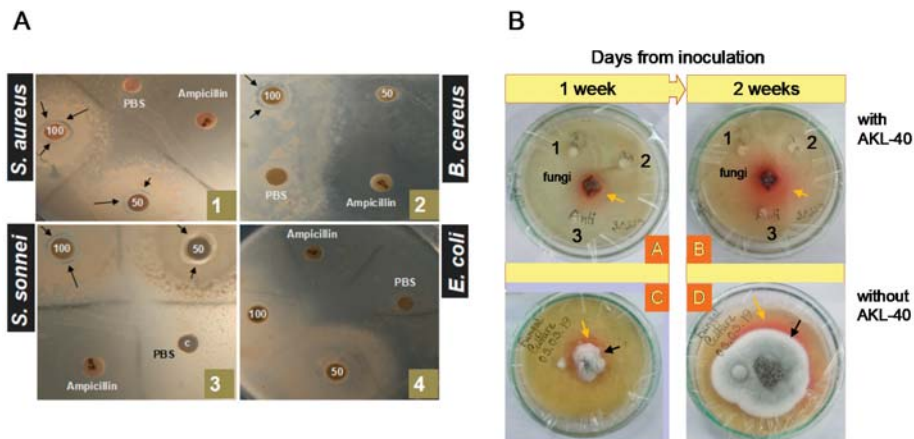 A
S. aureus
100
PBS
Ampicillin
50
1
100
50
PBS
Ampicillin
2
B. cereus
S. sonnei
100
50
PBS
c
Ampicillin
3
Ampicillin
PBS
100
50
4
E. coli
B
Days from inoculation
1 week
2 weeks
with
AKL-40
1
2
fungi
3
A
1
2
fungi
3
B
without
AKL-40
C
D